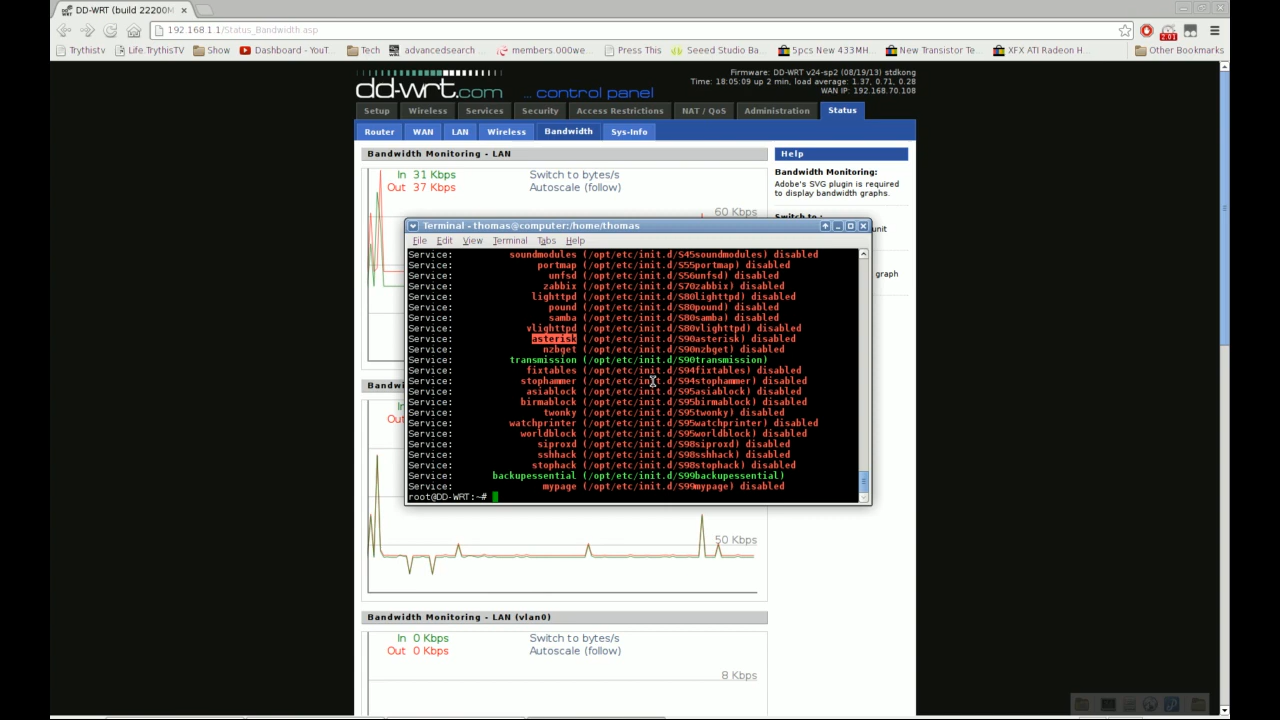 DD-WRT (build 22200M
192.168.1.1/Status_Bandwidth.asp
Trythistv Life TrythisTV Show Dashboard - YouT... Tech advancedsearch... members.000we... Press This Seeed Studio Ba... 5pcs New 433MH... New Transistor Te... XFX ATI Radeon H... Other Bookmarks
2.01
Firmware: DD-WRT v24-sp2 (08/19/13) stdkong
Time: 18:05:09 up 2 min, load average: 1.37, 0.71, 0.28
WAN IP: 192.168.70.108
dd-wrt.com ... control panel
Setup Wireless Services Security Access Restrictions NAT / QoS Administration Status
Router WAN LAN Wireless Bandwidth Sys-Info
Bandwidth Monitoring - LAN
In 31 Kbps Switch to bytes/s
Out 37 Kbps Autoscale (follow)
60 Kbps
Help
Bandwidth Monitoring:
Adobe's SVG plugin is required
to display bandwidth graphs.
Switch to :
unit
graph
Terminal - thomas@computer:/home/thomas
File Edit View Terminal Tabs Help
Service: soundmodules (/opt/etc/init.d/S45soundmodules) disabled
Service: portmap (/opt/etc/init.d/S55portmap) disabled
Service: unfsd (/opt/etc/init.d/S56unfsd) disabled
Service: zabbix (/opt/etc/init.d/S70zabbix) disabled
Service: lighttpd (/opt/etc/init.d/S80lighttpd) disabled
Service: pound (/opt/etc/init.d/S80pound) disabled
Service: samba (/opt/etc/init.d/S80samba) disabled
Service: vlighttpd (/opt/etc/init.d/S80vlighttpd) disabled
Service: asterisk (/opt/etc/init.d/S90asterisk) disabled
Service: nzbget (/opt/etc/init.d/S90nzbget) disabled
Service: transmission (/opt/etc/init.d/S90transmission)
Service: fixtables (/opt/etc/init.d/S94fixtables) disabled
Service: stophammer (/opt/etc/init.d/S94stophammer) disabled
Service: asiablock (/opt/etc/init.d/S95asiablock) disabled
Service: birmablock (/opt/etc/init.d/S95birmablock) disabled
Service: twonky (/opt/etc/init.d/S95twonky) disabled
Service: watchprinter (/opt/etc/init.d/S95watchprinter) disabled
Service: worldblock (/opt/etc/init.d/S95worldblock) disabled
Service: siproxd (/opt/etc/init.d/S98siproxd) disabled
Service: sshhack (/opt/etc/init.d/S98sshhack) disabled
Service: stophack (/opt/etc/init.d/S98stophack) disabled
Service: backupessential (/opt/etc/init.d/S99backupessential)
Service: mypage (/opt/etc/init.d/S99mypage) disabled
root@DD-WRT:~#
Bandwi
In
Out
50 Kbps
Bandwidth Monitoring - LAN (vlan0)
In 0 Kbps Switch to bytes/s
Out 0 Kbps Autoscale (follow)
8 Kbps